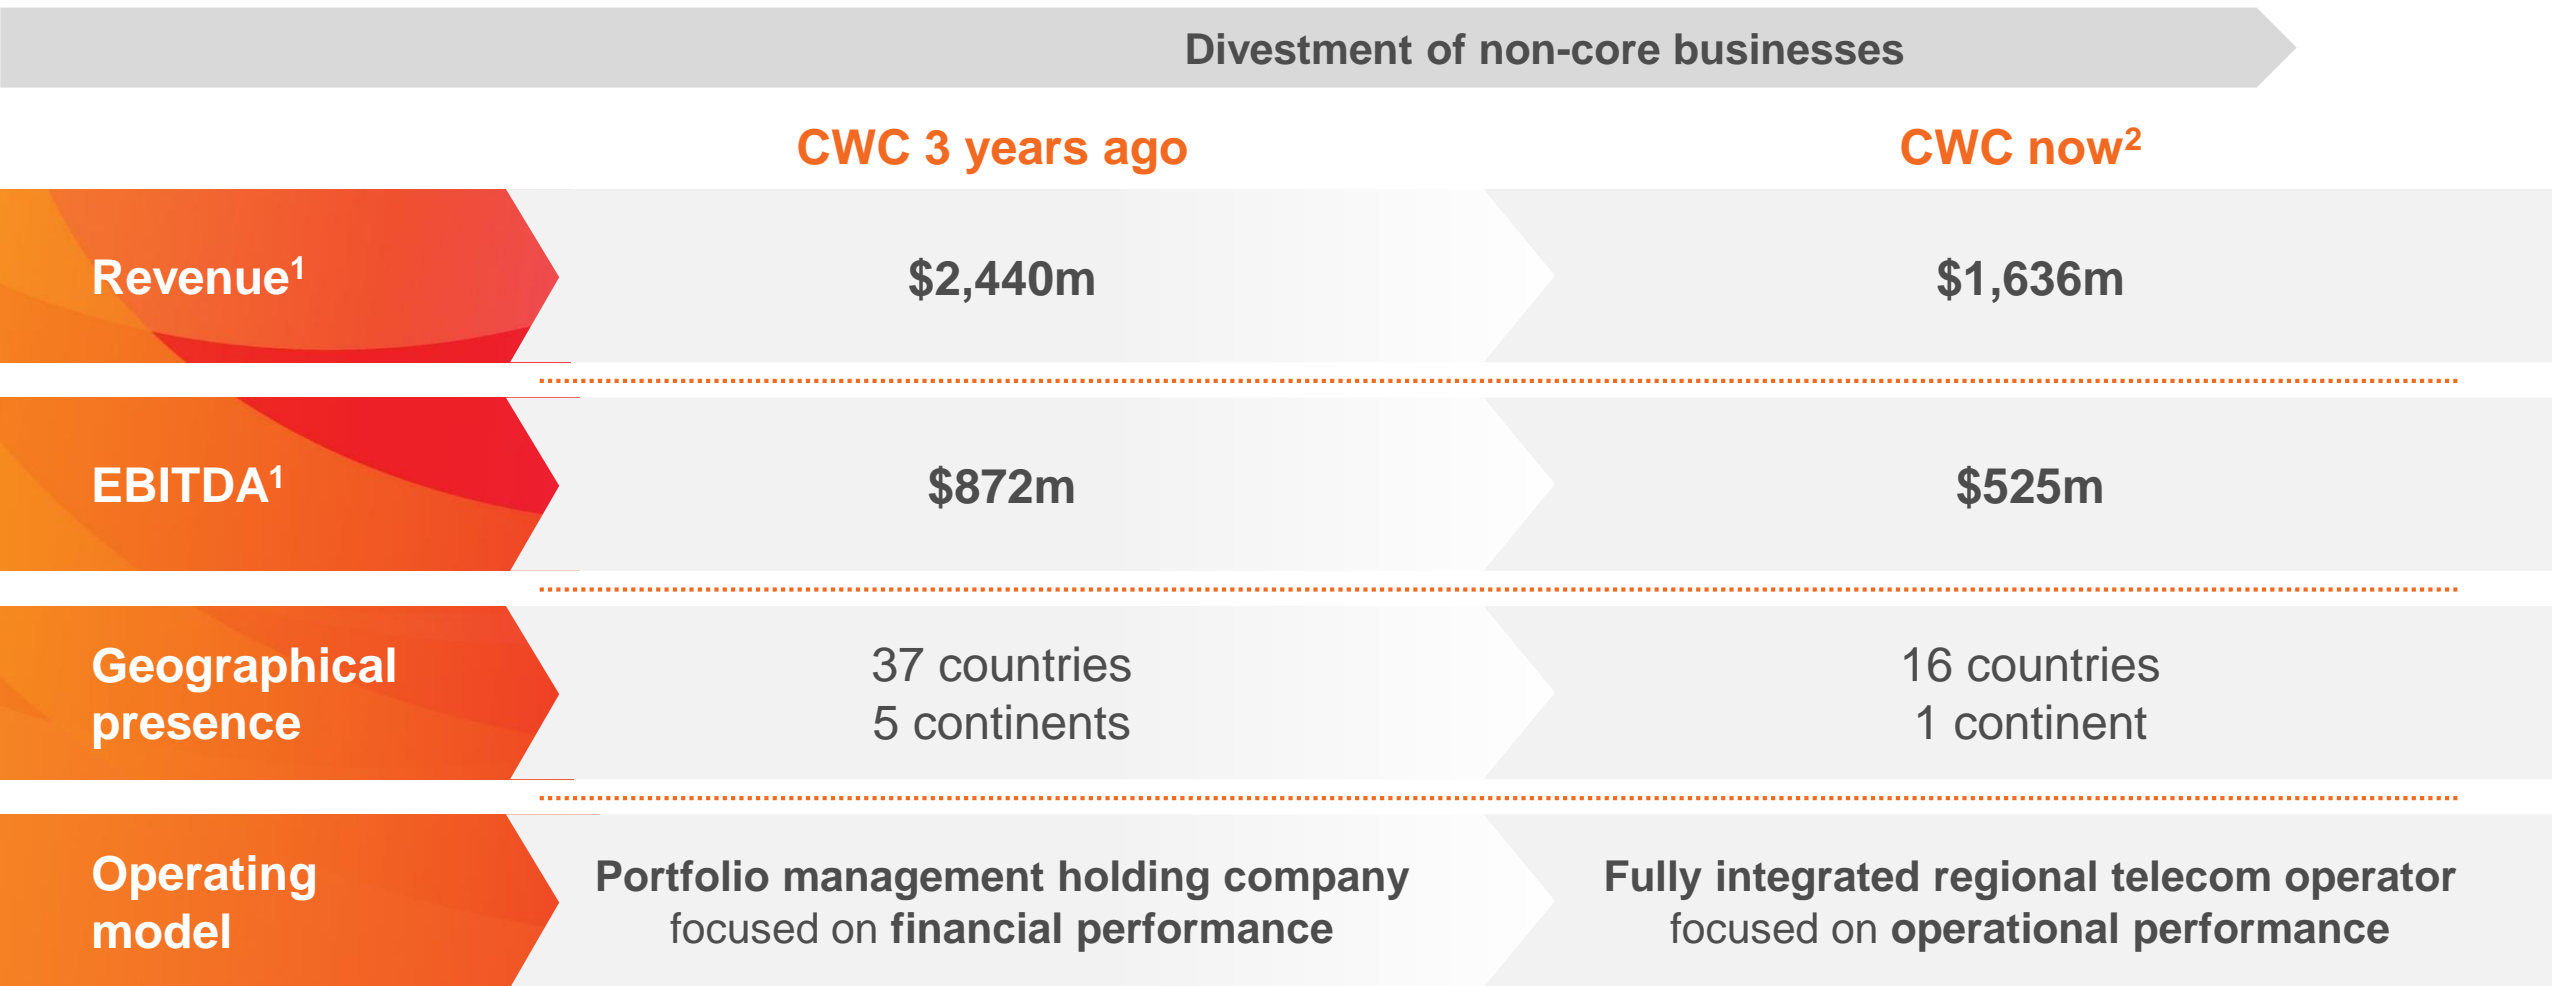 Divestment of non-core businesses
CWC 3 years ago
CWC now²
Revenue¹
$2,440m
$1,636m
EBITDA¹
$872m
$525m
Geographical
presence
37 countries
5 continents
16 countries
1 continent
Operating
model
Portfolio management holding company
focused on financial performance
Fully integrated regional telecom operator
focused on operational performance